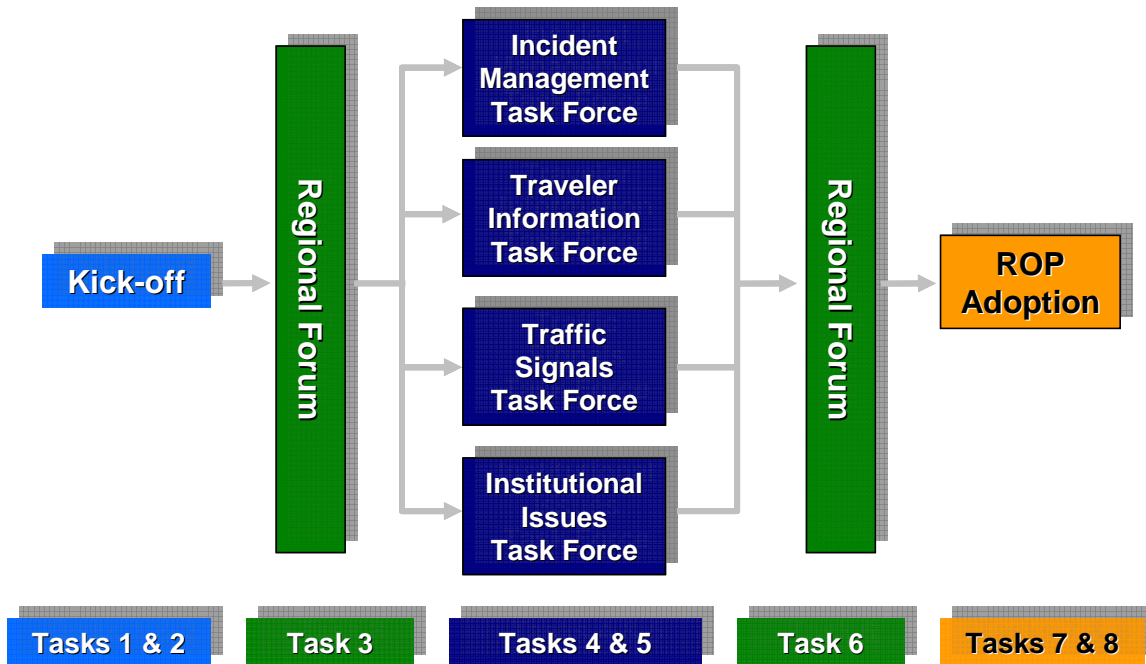 Kick-off
Regional Forum
Incident
Management
Task Force
Traveler
Information
Task Force
Traffic
Signals
Task Force
Institutional
Issues
Task Force
Regional Forum
ROP
Adoption
Tasks 1 & 2
Task 3
Tasks 4 & 5
Task 6
Tasks 7 & 8